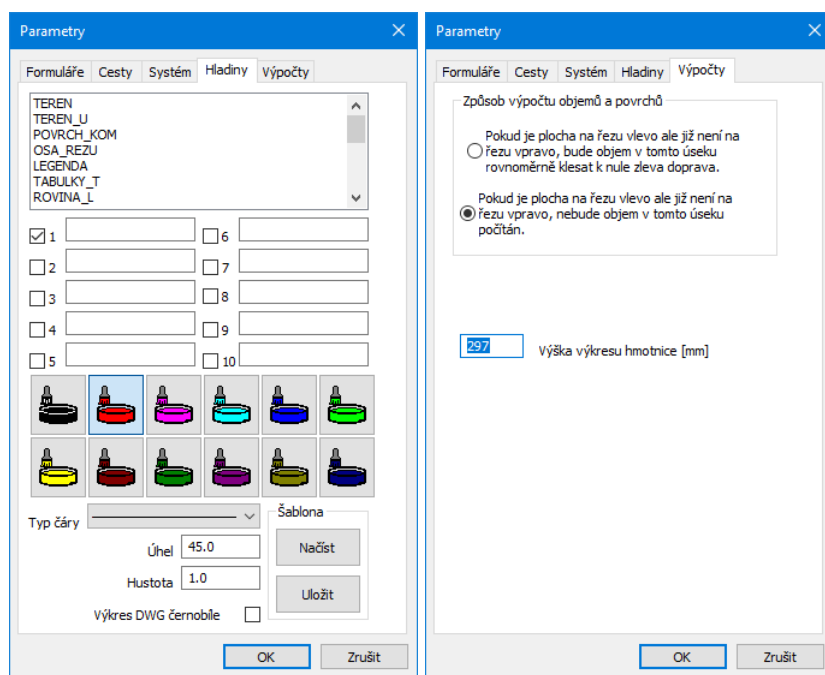 Parametry
Formuláře Cesty Systém Hladiny Výpočty
TEREN
TEREN_U
POVRCH_KOM
OSA_REZU
LEGENDA
TABULKY_T
ROVINA_L
1 6
2 7
3 8
4 9
5 10
Typ čáry
Šablona
Úhel 45.0
Načíst
Hustota 1.0
Uložit
Výkres DWG černobíle
OK Zrušit
Parametry
Formuláře Cesty Systém Hladiny Výpočty
Způsob výpočtu objemů a povrchů
Pokud je plocha na řezu vlevo ale již není na
řezu vpravo, bude objem v tomto úseku
rovnoměrně klesat k nule zleva doprava.
Pokud je plocha na řezu vlevo ale již není na
řezu vpravo, nebude objem v tomto úseku
počítán.
297 Výška výkresu hmotnice [mm]
OK Zrušit